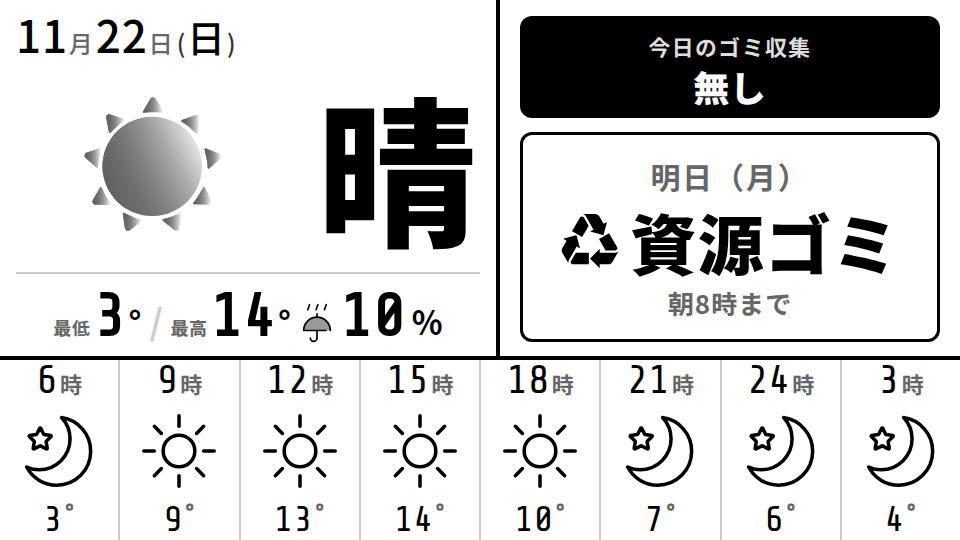 11月22日(日)
晴
最低 3° / 最高 14° 10 %
今日のゴミ収集
無し
明日（月）
資源ゴミ
朝8時まで
6時 9時 12時 15時 18時 21時 24時 3時
3° 9° 13° 14° 10° 7° 6° 4°